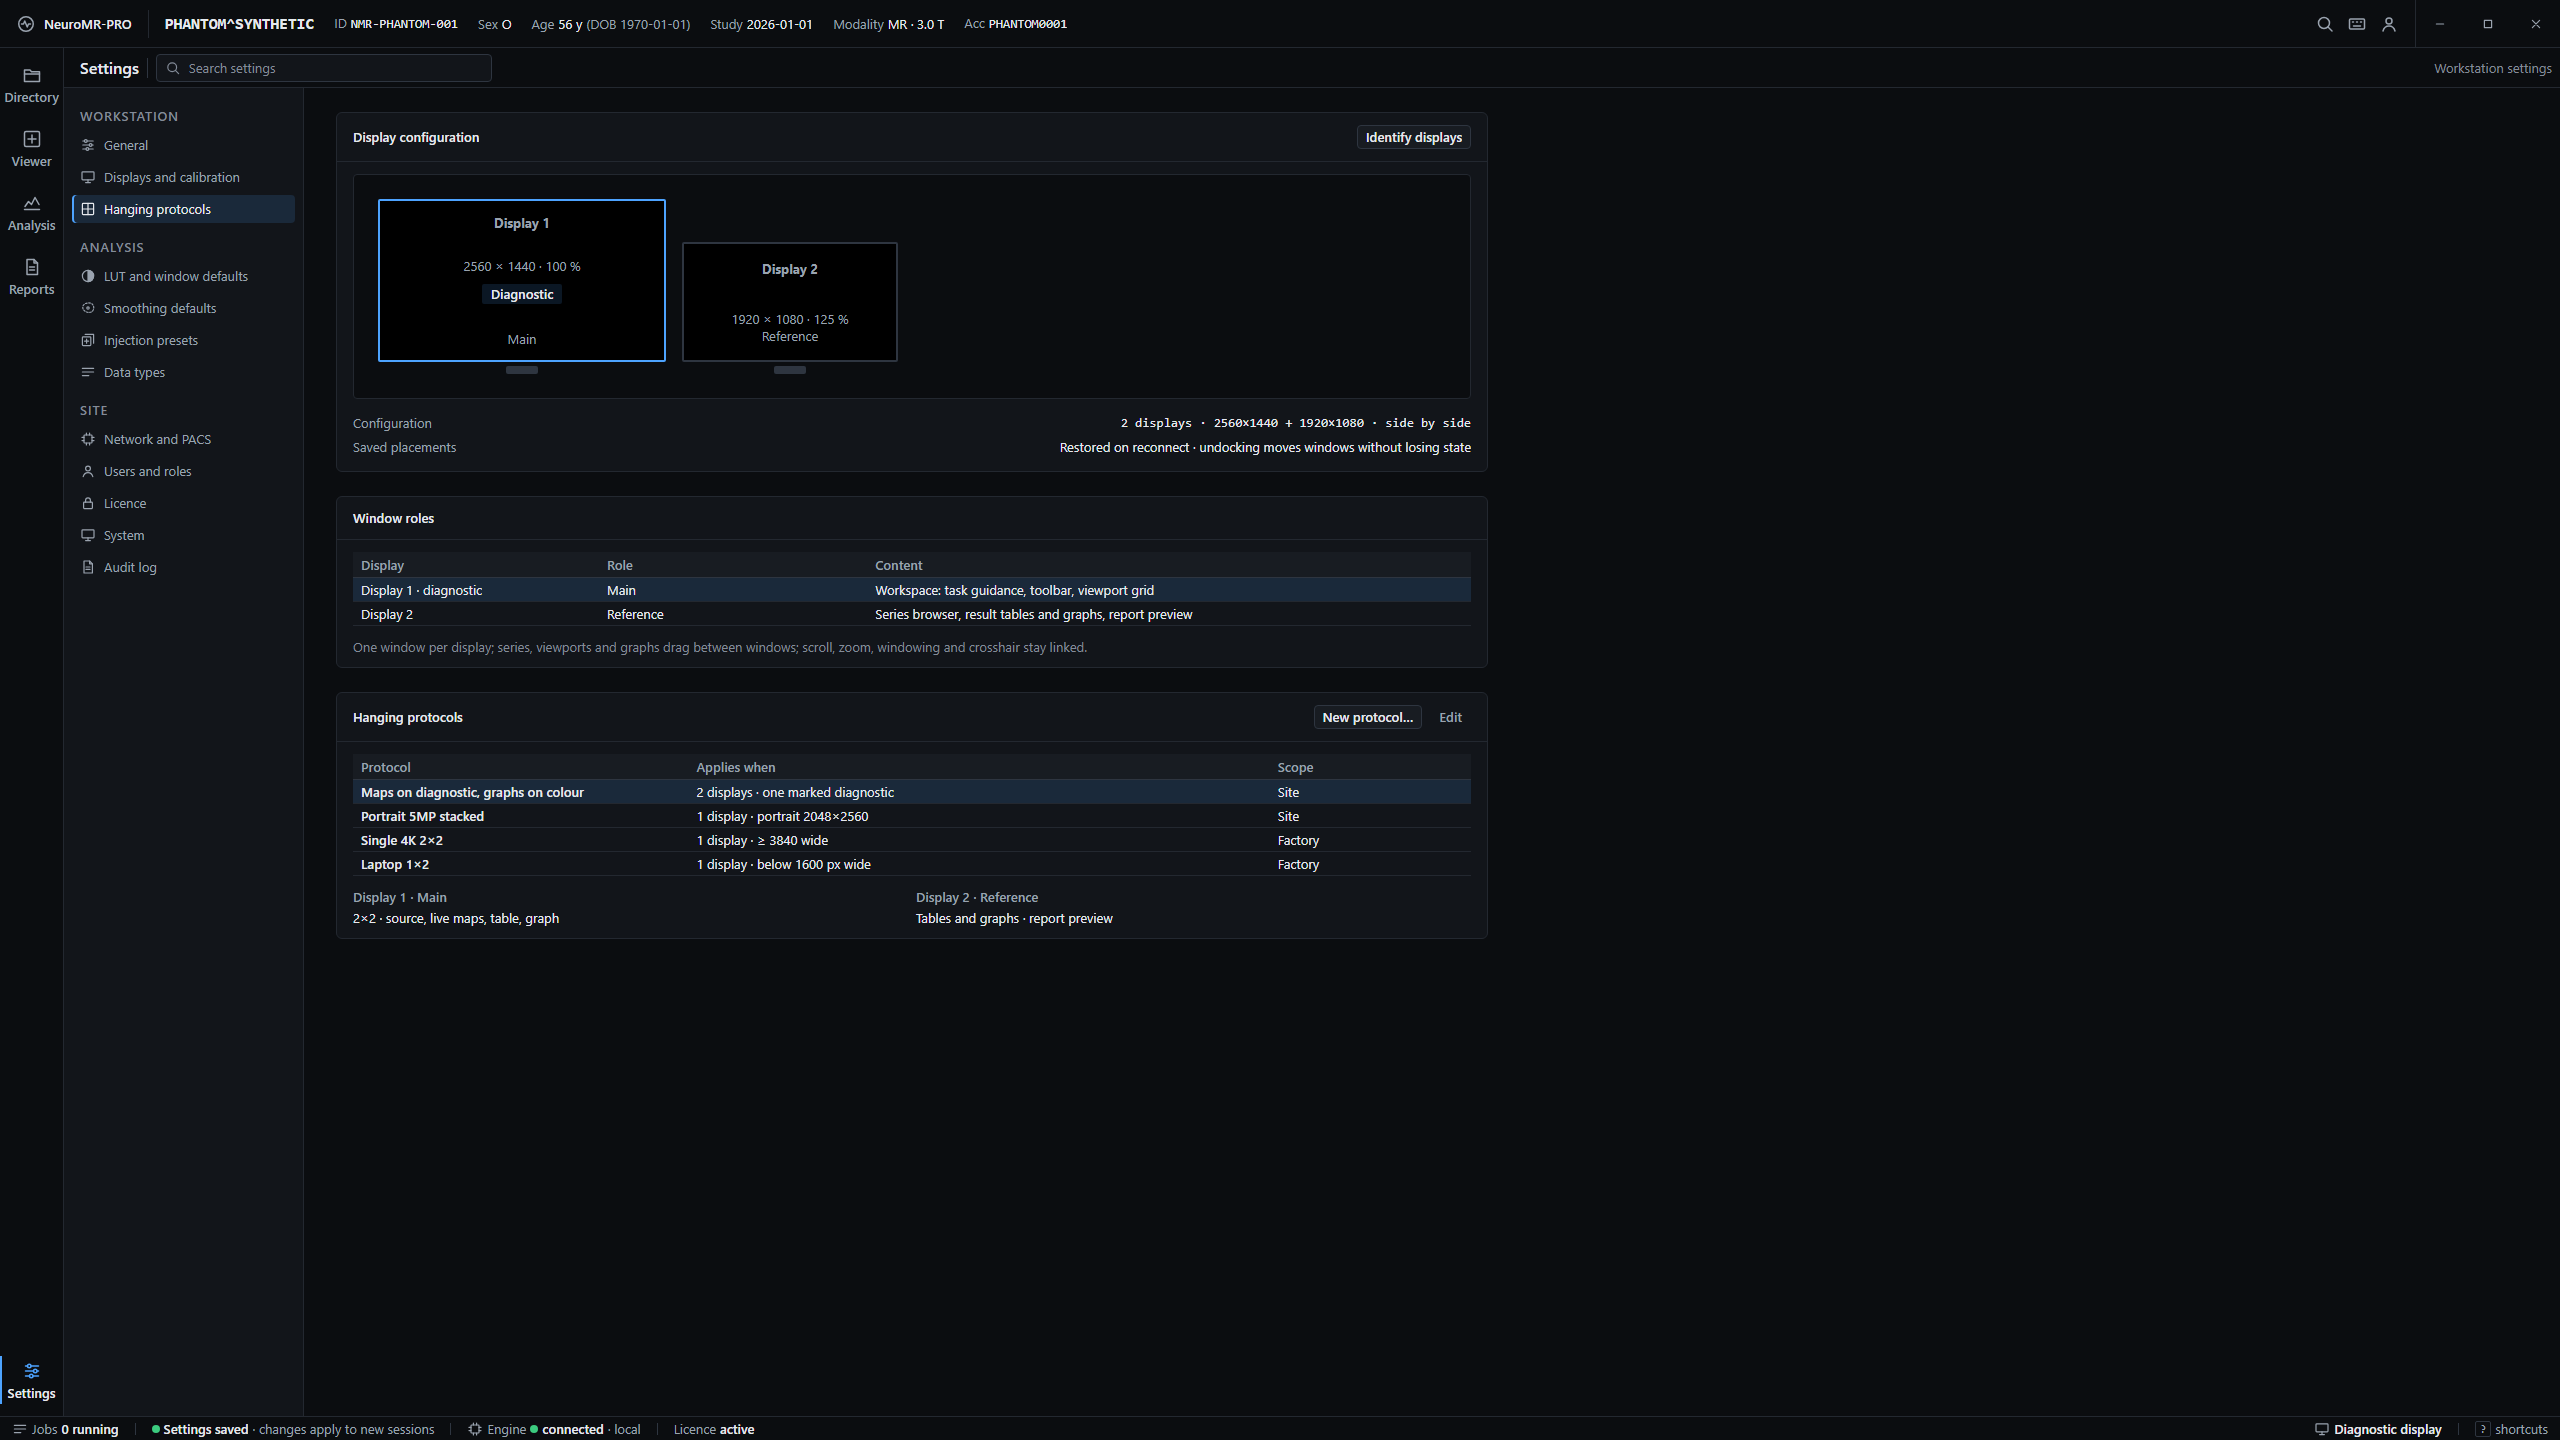 NeuroMR-PRO PHANTOM^SYNTHETIC ID NMR-PHANTOM-001 Sex O Age 56 y (DOB 1970-01-01) Study 2026-01-01 Modality MR · 3.0 T Acc PHANTOM0001
Directory
Viewer
Analysis
Reports
Settings
Settings Search settings Workstation settings
WORKSTATION
General
Displays and calibration
Hanging protocols
ANALYSIS
LUT and window defaults
Smoothing defaults
Injection presets
Data types
SITE
Network and PACS
Users and roles
Licence
System
Audit log
Display configuration Identify displays
Display 1
2560 × 1440 · 100 %
Diagnostic
Main
Display 2
1920 × 1080 · 125 %
Reference
Configuration 2 displays · 2560×1440 + 1920×1080 · side by side
Saved placements Restored on reconnect · undocking moves windows without losing state
Window roles
Display Role Content
Display 1 · diagnostic Main Workspace: task guidance, toolbar, viewport grid
Display 2 Reference Series browser, result tables and graphs, report preview
One window per display; series, viewports and graphs drag between windows; scroll, zoom, windowing and crosshair stay linked.
Hanging protocols New protocol... Edit
Protocol Applies when Scope
Maps on diagnostic, graphs on colour 2 displays · one marked diagnostic Site
Portrait 5MP stacked 1 display · portrait 2048×2560 Site
Single 4K 2×2 1 display · ≥ 3840 wide Factory
Laptop 1×2 1 display · below 1600 px wide Factory
Display 1 · Main Display 2 · Reference
2×2 · source, live maps, table, graph Tables and graphs · report preview
Jobs 0 running Settings saved · changes apply to new sessions Engine connected · local Licence active Diagnostic display ? shortcuts